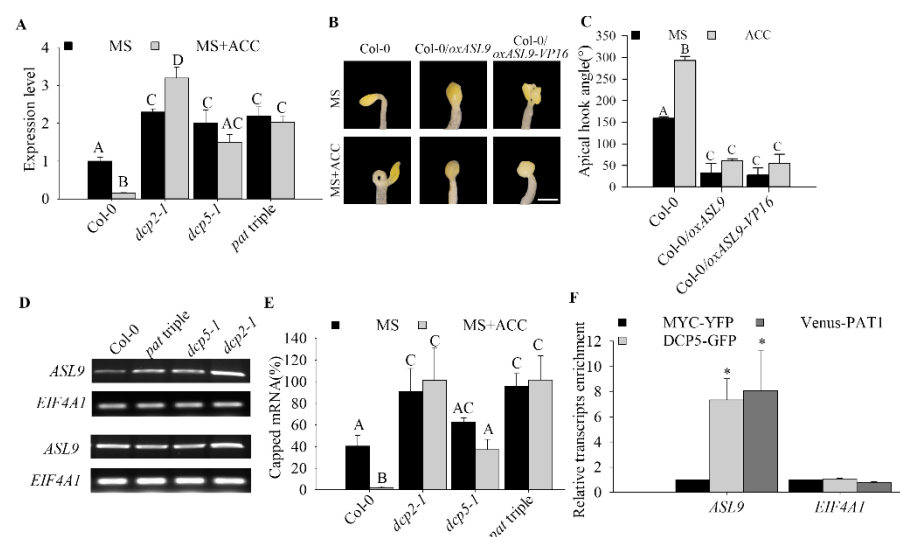 A
MS
MS+ACC
Expression level
4
3
2
1
0
A
B
C
D
C
AC
C
C
Col-0
dcp2-1
dcp5-1
pat triple
B
Col-0
Col-0/oxASL9
Col-0/
oxASL9-VP16
MS
MS+ACC
C
MS
ACC
Apical hook angle(°)
350
300
250
200
150
100
50
0
A
B
C
C
C
C
Col-0
Col-0/oxASL9
Col-0/oxASL9-VP16
D
Col-0
pat triple
dcp5-1
dcp2-1
ASL9
EIF4A1
ASL9
EIF4A1
E
MS
MS+ACC
Capped mRNA(%)
140
120
100
80
60
40
20
0
A
B
C
C
AC
A
C
C
Col-0
dcp2-1
dcp5-1
pat triple
F
MYC-YFP
Venus-PAT1
DCP5-GFP
Relative transcripts enrichment
12
10
8
6
4
2
0
*
*
ASL9
EIF4A1